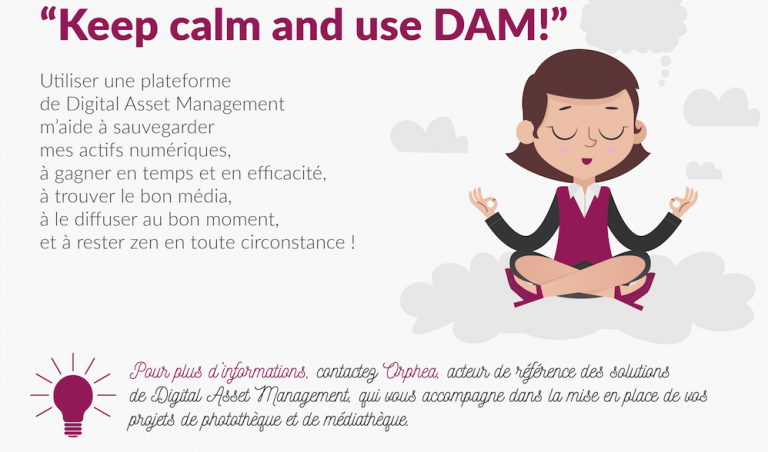 “Keep calm and use DAM!”
Utiliser une plateforme
de Digital Asset Management
m’aide à sauvegarder
mes actifs numériques,
à gagner en temps et en efficacité,
à trouver le bon média,
à le diffuser au bon moment,
et à rester zen en toute circonstance !
Pour plus d’informations, contactez Orphea, acteur de référence des solutions
de Digital Asset Management, qui vous accompagne dans la mise en place de vos
projets de photothèque et de médiathèque.